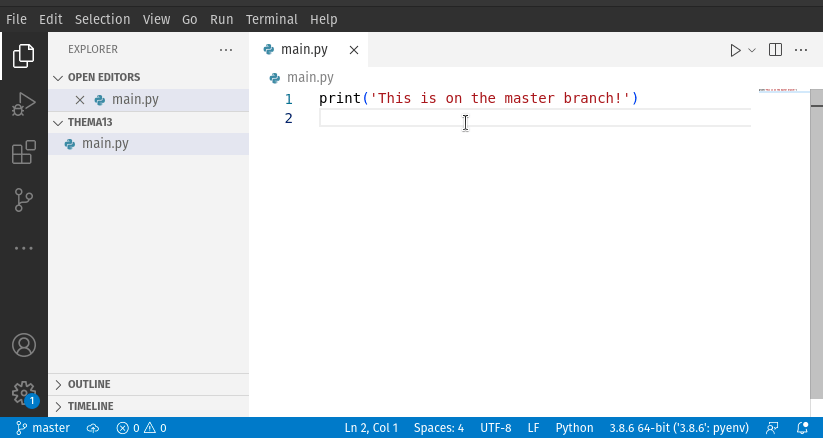 File Edit Selection View Go Run Terminal Help
EXPLORER
main.py
OPEN EDITORS
main.py
THEMA13
main.py
OUTLINE
TIMELINE
main.py
1 print('This is on the master branch!')
2
1
master 0 0 Ln 2, Col 1 Spaces: 4 UTF-8 LF Python 3.8.6 64-bit ('3.8.6': pyenv)